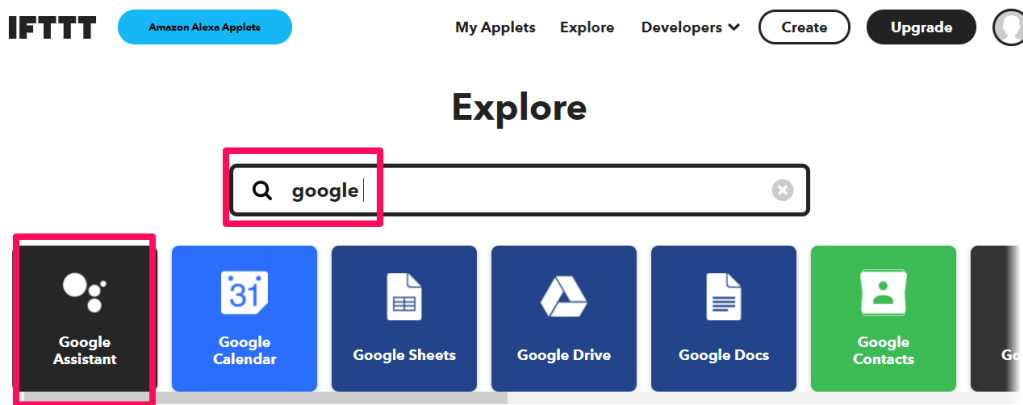 IFTTT
Amazon Alexa Applets
My Applets
Explore
Developers
Create
Upgrade
Explore
google
Google
Assistant
31
Google
Calendar
Google Sheets
Google Drive
Google Docs
Google
Contacts